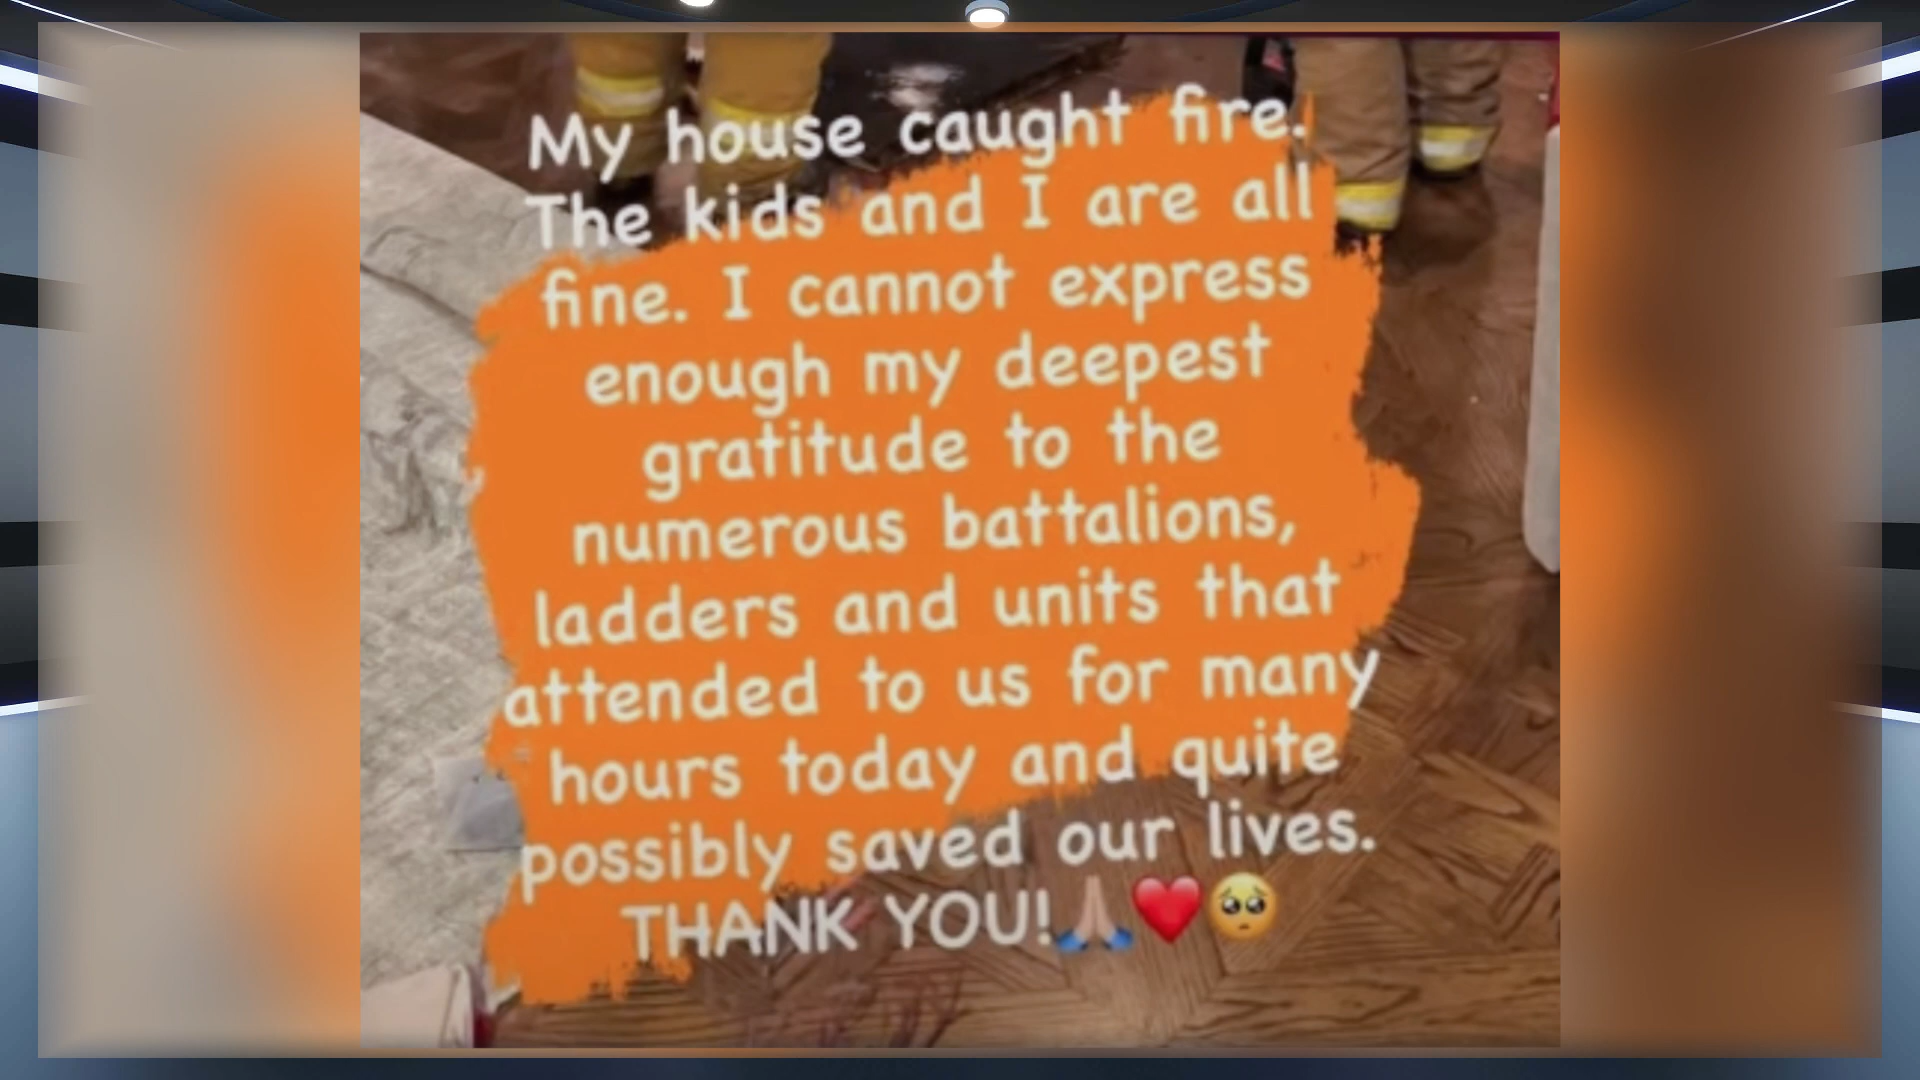 My house caught fire.
The kids and I are all
fine. I cannot express
enough my deepest
gratitude to the
numerous battalions,
ladders and units that
attended to us for many
hours today and quite
possibly saved our lives.
THANK YOU!🙏🏼❤️🥺